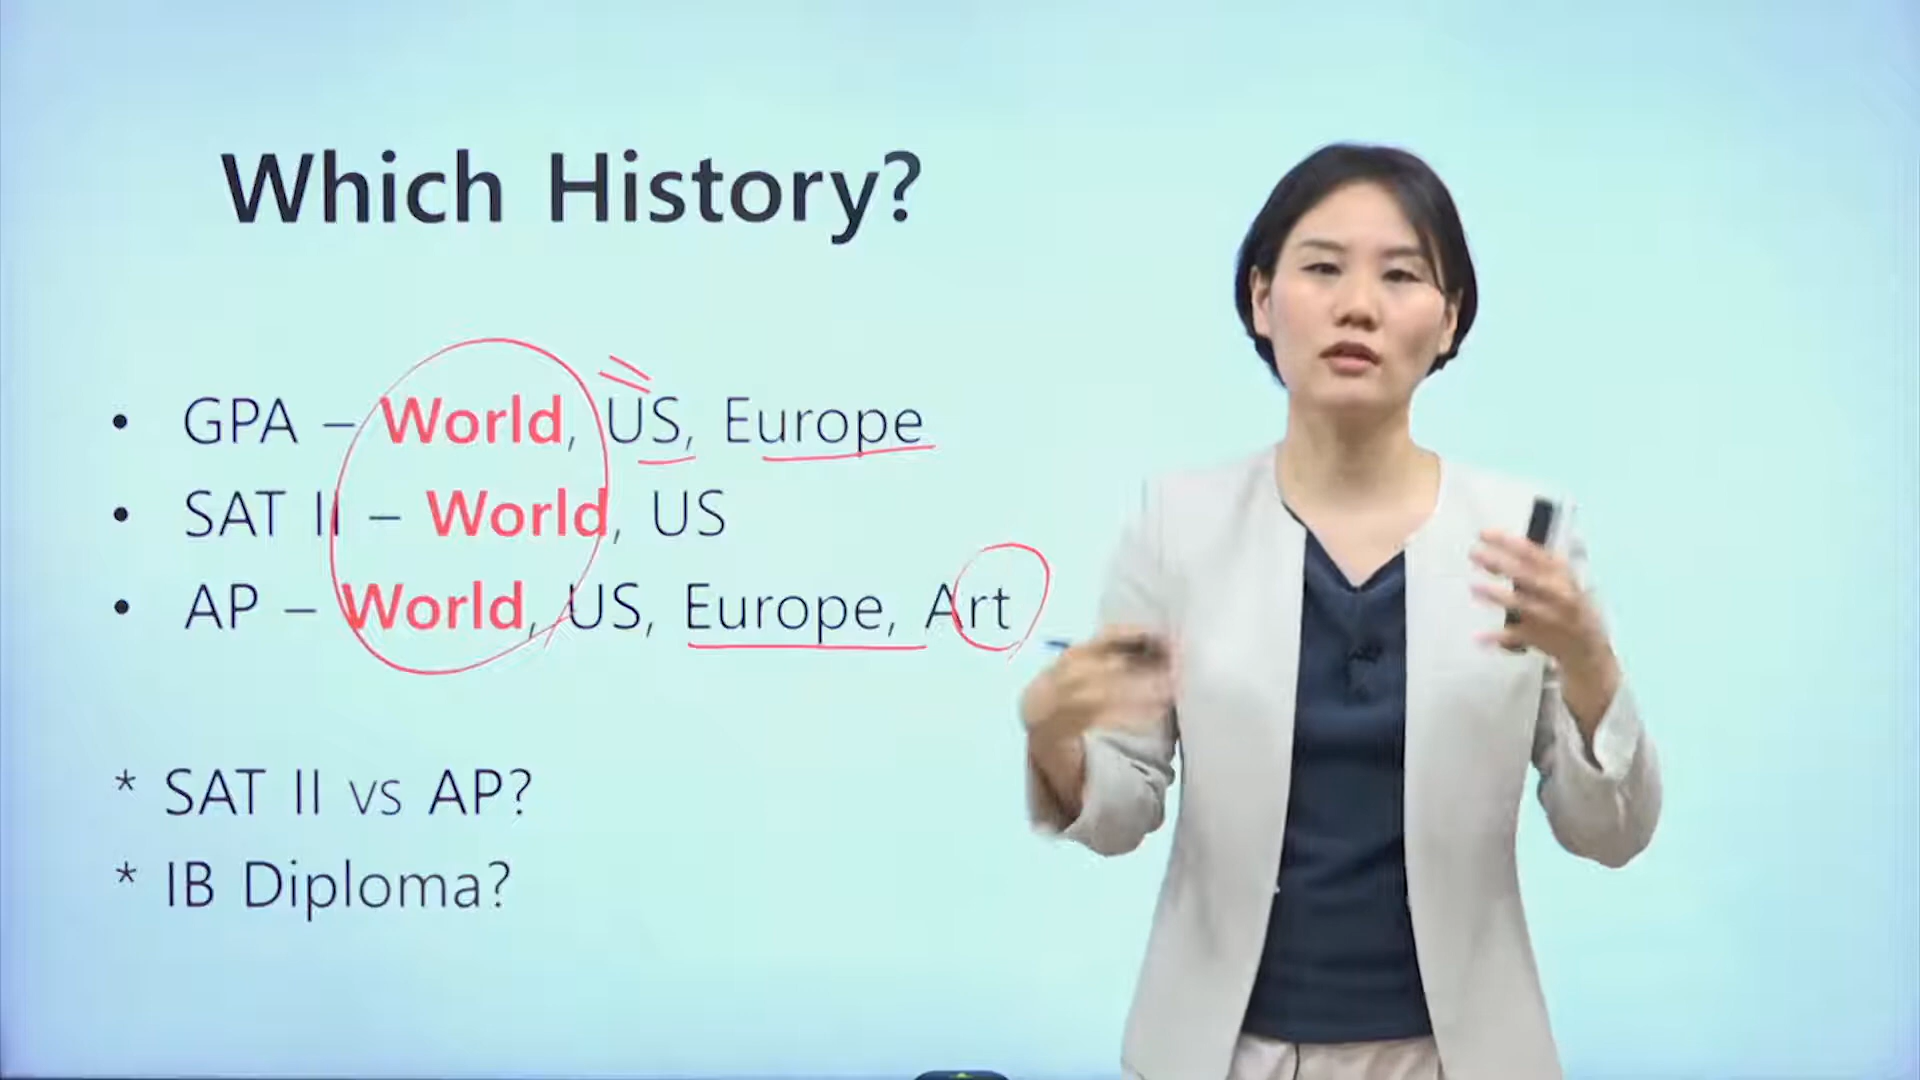 Which History?
• GPA – World, US, Europe
• SAT II – World, US
• AP – World, US, Europe, Art
* SAT II vs AP?
* IB Diploma?